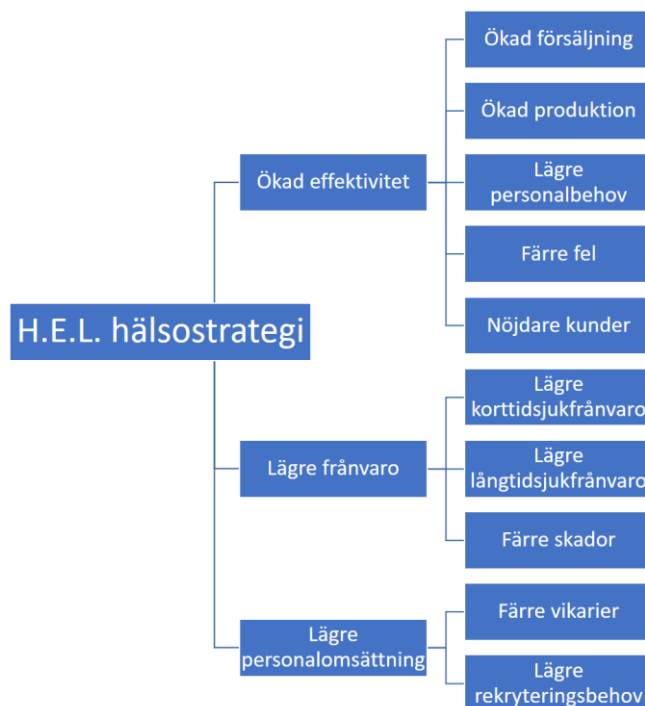 H.E.L. hälsostrategi
Ökad effektivitet
Ökad försäljning
Ökad produktion
Lägre
personalbehov
Färre fel
Nöjdare kunder
Lägre frånvaro
Lägre
korttidsjukfrånvaro
Lägre
långtidsjukfrånvaro
Färre skador
Lägre
personalomsättning
Färre vikarier
Lägre
rekryteringsbehov